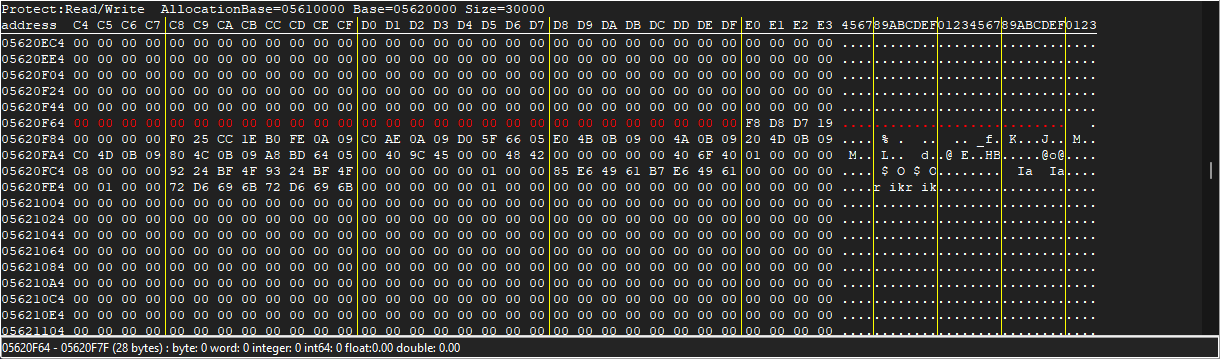 Protect:Read/Write  AllocationBase=05610000 Base=05620000 Size=30000
address  C4 C5 C6 C7 C8 C9 CA CB CC CD CE CF D0 D1 D2 D3 D4 D5 D6 D7 D8 D9 DA DB DC DD DE DF E0 E1 E2 E3 456789ABCDEF0123456789ABCDEF0123
05620EC4 00 00 00 00 00 00 00 00 00 00 00 00 00 00 00 00 00 00 00 00 00 00 00 00 00 00 00 00 00 00 00 00 ................................
05620EE4 00 00 00 00 00 00 00 00 00 00 00 00 00 00 00 00 00 00 00 00 00 00 00 00 00 00 00 00 00 00 00 00 ................................
05620F04 00 00 00 00 00 00 00 00 00 00 00 00 00 00 00 00 00 00 00 00 00 00 00 00 00 00 00 00 00 00 00 00 ................................
05620F24 00 00 00 00 00 00 00 00 00 00 00 00 00 00 00 00 00 00 00 00 00 00 00 00 00 00 00 00 00 00 00 00 ................................
05620F44 00 00 00 00 00 00 00 00 00 00 00 00 00 00 00 00 00 00 00 00 00 00 00 00 00 00 00 00 00 00 00 00 ................................
05620F64 00 00 00 00 00 00 00 00 00 00 00 00 00 00 00 00 00 00 00 00 00 00 00 00 00 00 00 00 F8 D8 D7 19 ............................   .
05620F84 00 00 00 00 F0 25 CC 1E B0 FE 0A 09 C0 AE 0A 09 D0 5F 66 05 E0 4B 0B 09 00 4A 0B 09 20 4D 0B 09 .... % .  ..  .. _f. K...J.. M..
05620FA4 C0 4D 0B 09 80 4C 0B 09 A8 BD 64 05 00 40 9C 45 00 00 48 42 00 00 00 00 00 40 6F 40 01 00 00 00  M.. L..  d..@ E..HB.....@o@....
05620FC4 08 00 00 00 92 24 BF 4F 93 24 BF 4F 00 00 00 00 00 01 00 00 85 E6 49 61 B7 E6 49 61 00 00 00 00 .... $ O $ O........  Ia  Ia....
05620FE4 00 01 00 00 72 D6 69 6B 72 D6 69 6B 00 00 00 00 00 01 00 00 00 00 00 00 00 00 00 00 00 00 00 00 ....r ikr ik....................
05621004 00 00 00 00 00 00 00 00 00 00 00 00 00 00 00 00 00 00 00 00 00 00 00 00 00 00 00 00 00 00 00 00 ................................
05621024 00 00 00 00 00 00 00 00 00 00 00 00 00 00 00 00 00 00 00 00 00 00 00 00 00 00 00 00 00 00 00 00 ................................
05621044 00 00 00 00 00 00 00 00 00 00 00 00 00 00 00 00 00 00 00 00 00 00 00 00 00 00 00 00 00 00 00 00 ................................
05621064 00 00 00 00 00 00 00 00 00 00 00 00 00 00 00 00 00 00 00 00 00 00 00 00 00 00 00 00 00 00 00 00 ................................
05621084 00 00 00 00 00 00 00 00 00 00 00 00 00 00 00 00 00 00 00 00 00 00 00 00 00 00 00 00 00 00 00 00 ................................
056210A4 00 00 00 00 00 00 00 00 00 00 00 00 00 00 00 00 00 00 00 00 00 00 00 00 00 00 00 00 00 00 00 00 ................................
056210C4 00 00 00 00 00 00 00 00 00 00 00 00 00 00 00 00 00 00 00 00 00 00 00 00 00 00 00 00 00 00 00 00 ................................
056210E4 00 00 00 00 00 00 00 00 00 00 00 00 00 00 00 00 00 00 00 00 00 00 00 00 00 00 00 00 00 00 00 00 ................................
05621104 00 00 00 00 00 00 00 00 00 00 00 00 00 00 00 00 00 00 00 00 00 00 00 00 00 00 00 00 00 00 00 00 ................................
05620F64 - 05620F7F (28 bytes) : byte: 0 word: 0 integer: 0 int64: 0 float:0.00 double: 0.00